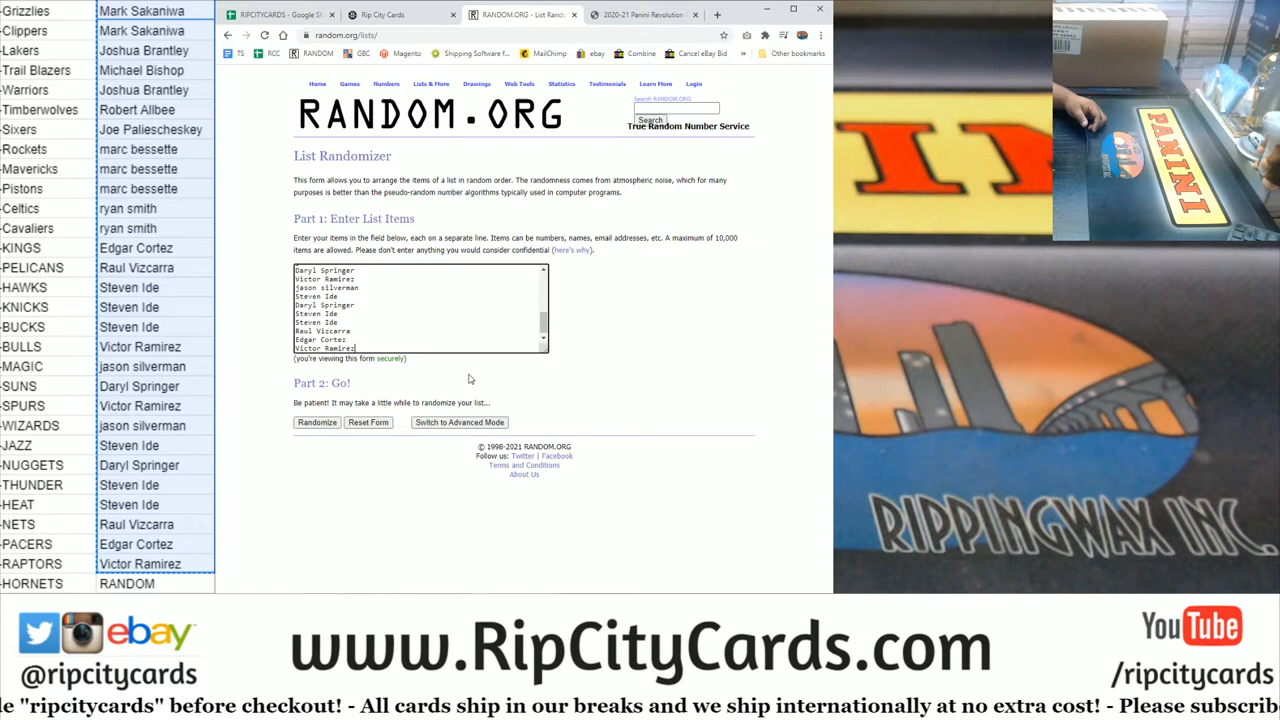 Grizzlies Mark Sakaniwa
-Clippers Mark Sakaniwa
-Lakers Joshua Brantley
-Trail Blazers Michael Bishop
-Warriors Joshua Brantley
-Timberwolves Robert Allbee
-Sixers Joe Paliescheskey
-Rockets marc bessette
-Mavericks marc bessette
-Pistons marc bessette
-Celtics ryan smith
-Cavaliers ryan smith
-KINGS Edgar Cortez
-PELICANS Raul Vizcarra
-HAWKS Steven Ide
-KNICKS Steven Ide
-BUCKS Steven Ide
-BULLS Victor Ramirez
-MAGIC jason silverman
-SUNS Daryl Springer
-SPURS Victor Ramirez
-WIZARDS jason silverman
-JAZZ Steven Ide
-NUGGETS Daryl Springer
-THUNDER Steven Ide
-HEAT Steven Ide
-NETS Raul Vizcarra
-PACERS Edgar Cortez
-RAPTORS Victor Ramirez
-HORNETS RANDOM
RIPCITYCARDS - Google Sh Rip City Cards RANDOM.ORG - List Rando 2020-21 Panini Revolution
random.org/lists/
TS RCC RANDOM GBC Magento Shipping Software f... MailChimp ebay Combine Cancel eBay Bid » Other bookmarks
Home Games Numbers Lists & More Drawings Web Tools Statistics Testimonials Learn More Login
RANDOM.ORG
Search RANDOM.ORG
Search
True Random Number Service
List Randomizer
This form allows you to arrange the items of a list in random order. The randomness comes from atmospheric noise, which for many
purposes is better than the pseudo-random number algorithms typically used in computer programs.
Part 1: Enter List Items
Enter your items in the field below, each on a separate line. Items can be numbers, names, email addresses, etc. A maximum of 10,000
items are allowed. Please don't enter anything you would consider confidential (here's why).
Daryl Springer
Victor Ramirez
jason silverman
Steven Ide
Daryl Springer
Steven Ide
Steven Ide
Raul Vizcarra
Edgar Cortez
Victor Ramirez
(you're viewing this form securely)
Part 2: Go!
Be patient! It may take a little while to randomize your list...
Randomize Reset Form Switch to Advanced Mode
© 1998-2021 RANDOM.ORG
Follow us: Twitter | Facebook
Terms and Conditions
About Us
PANINI
RIPPINGWAX INC.
ebay
@ripcitycards
www.RipCityCards.com
YouTube
/ripcitycards
le "ripcitycards" before checkout! - All cards ship in our breaks and we ship internationally at no extra cost! - Please subscrib